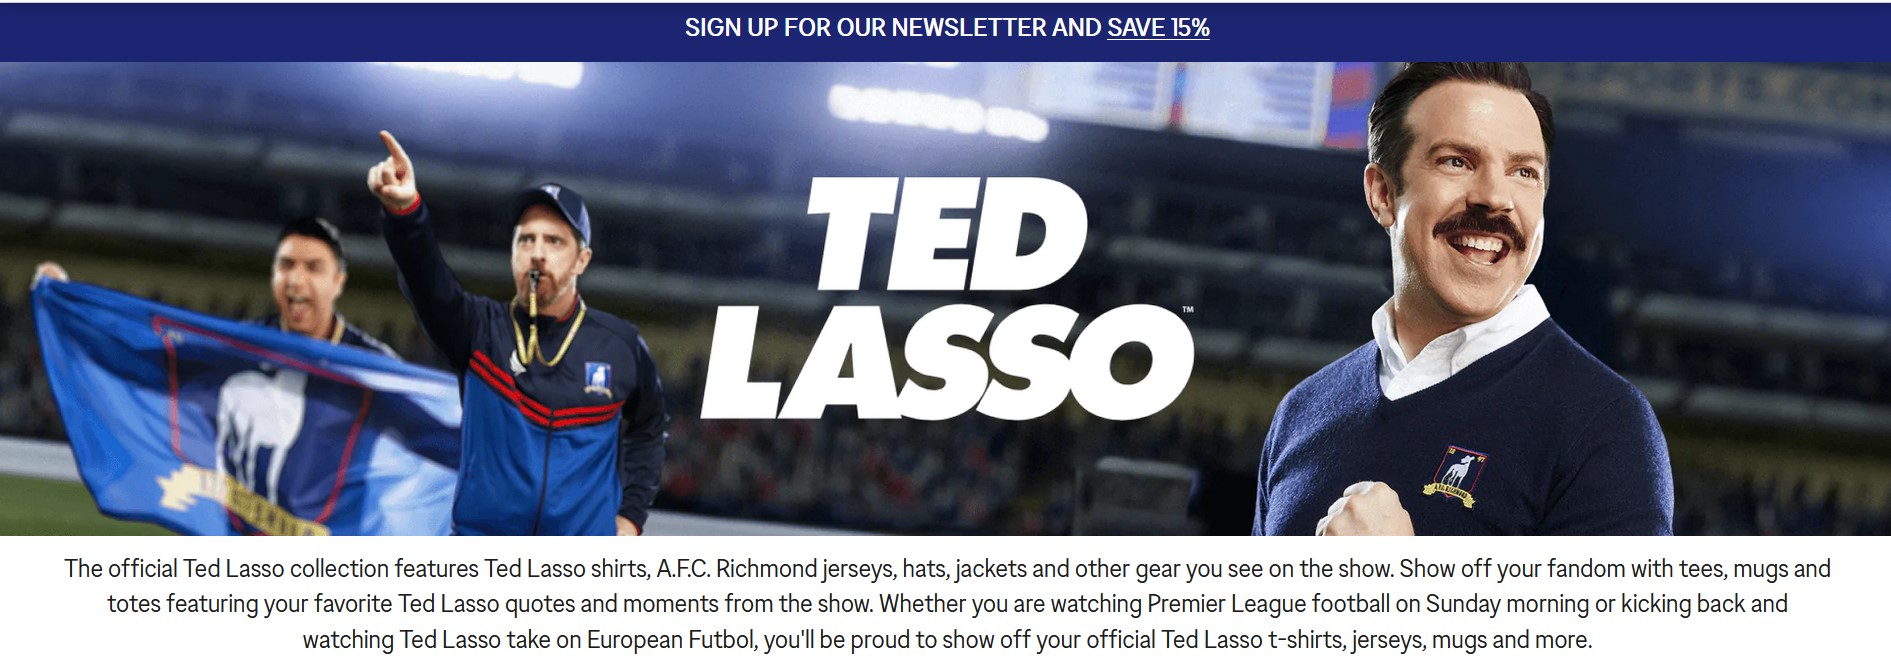 SIGN UP FOR OUR NEWSLETTER AND SAVE 15%
TED
LASSO™
The official Ted Lasso collection features Ted Lasso shirts, A.F.C. Richmond jerseys, hats, jackets and other gear you see on the show. Show off your fandom with tees, mugs and
totes featuring your favorite Ted Lasso quotes and moments from the show. Whether you are watching Premier League football on Sunday morning or kicking back and
watching Ted Lasso take on European Futbol, you'll be proud to show off your official Ted Lasso t-shirts, jerseys, mugs and more.